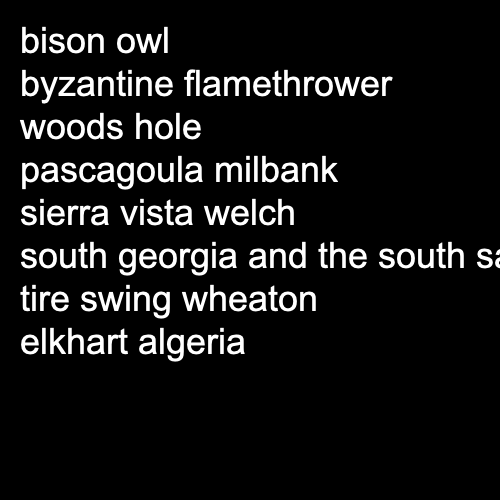 bison owl
byzantine flamethrower
woods hole
pascagoula milbank
sierra vista welch
south georgia and the south
tire swing wheaton
elkhart algeria